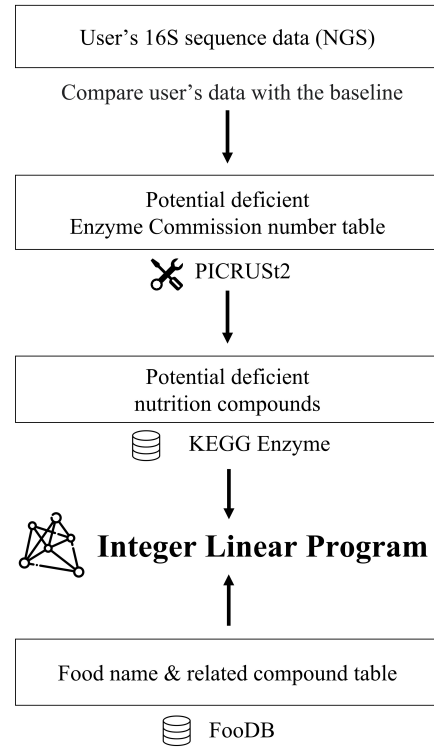 User's 16S sequence data (NGS)
Compare user's data with the baseline
Potential deficient
Enzyme Commission number table
PICRUSt2
Potential deficient
nutrition compounds
KEGG Enzyme
Integer Linear Program
Food name & related compound table
FooDB